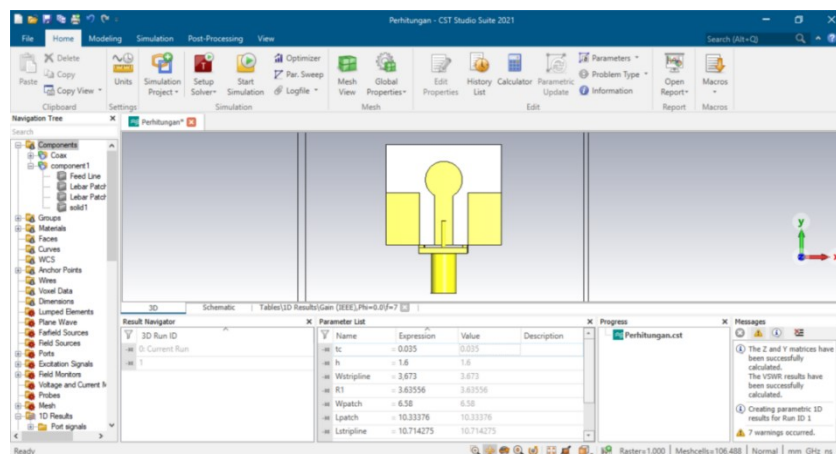 Perhitungan - CST Studio Suite 2021
File Home Modeling Simulation Post-Processing View Search (Alt+Q)
Paste Delete Copy Copy View Clipboard
Units Settings
Simulation Project Setup Solver Start Simulation Optimizer Par. Sweep Logfile Simulation
Mesh View Global Properties Mesh
Edit Properties History List Calculator Parametric Update Parameters Problem Type Information Edit
Open Report Report
Macros Macros
Navigation Tree
Search
Perhitungan*
Components
Coax
component1
Feed Line
Lebar Patch
Lebar Patch
solid1
Groups
Materials
Faces
Curves
WCS
Anchor Points
Wires
Voxel Data
Dimensions
Lumped Elements
Plane Wave
Farfield Sources
Field Sources
Ports
Excitation Signals
Field Monitors
Voltage and Current M
Probes
Mesh
1D Results
Port signals
y
x
3D Schematic Tables\1D Results\Gain (IEEE),Phi=0.0\f=7
Result Navigator
3D Run ID
0: Current Run
1
Parameter List
Name Expression Value Description
tc = 0.035 0.035
h = 1.6 1.6
Wstripline = 3,673 3.673
R1 = 3.63556 3.63556
Wpatch = 6.58 6.58
Lpatch = 10.33376 10.33376
Lstripline = 10.714275 10.714275
Progress
Perhitungan.cst
Messages
The Z and Y matrices have
been successfully
calculated.
The VSWR results have
been successfully
calculated.
Creating parametric 1D
results for Run ID 1
7 warnings occurred.
Ready Raster=1.000 Meshcells=106.488 Normal mm GHz ns